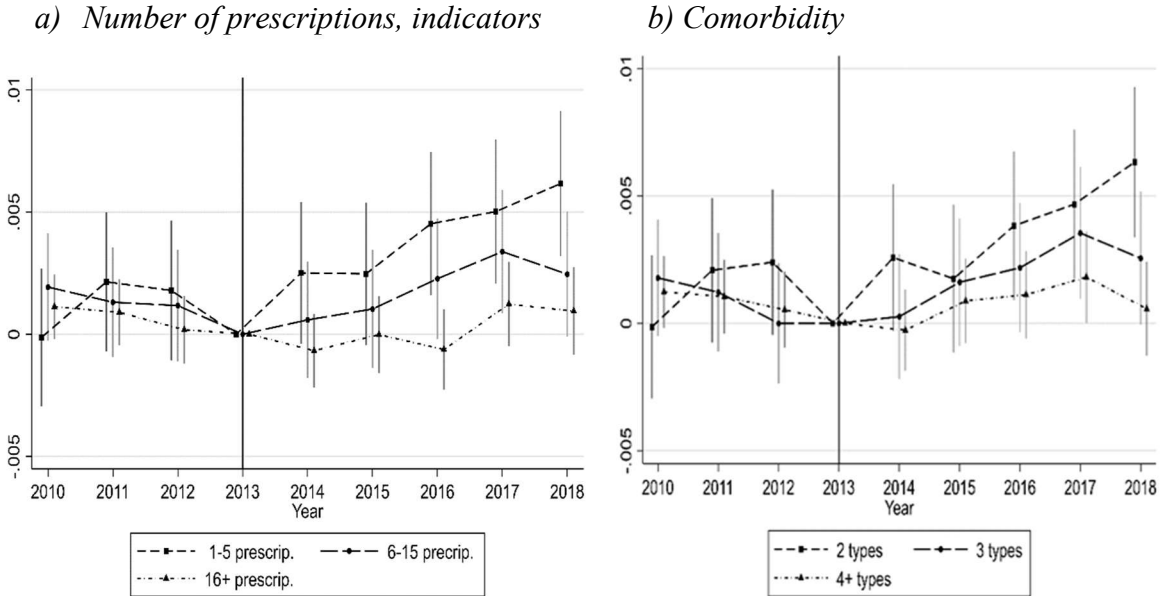 a) Number of prescriptions, indicators
.01
.005
0
-.005
2010 2011 2012 2013 2014 2015 2016 2017 2018
Year
1-5 prescrip. 6-15 precrip.
16+ prescrip.
b) Comorbidity
.01
.005
0
-.005
2010 2011 2012 2013 2014 2015 2016 2017 2018
Year
2 types 3 types
4+ types